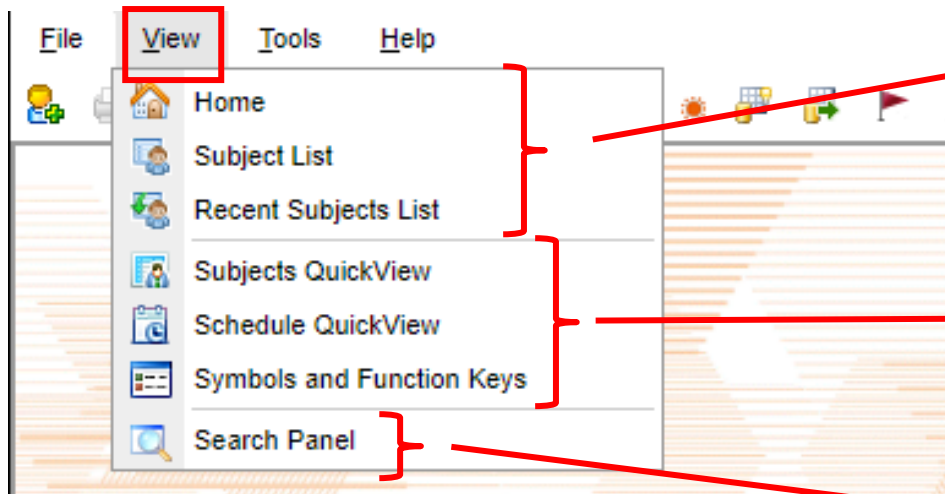 File View Tools Help
Home
Subject List
Recent Subjects List
Subjects QuickView
Schedule QuickView
Symbols and Function Keys
Search Panel